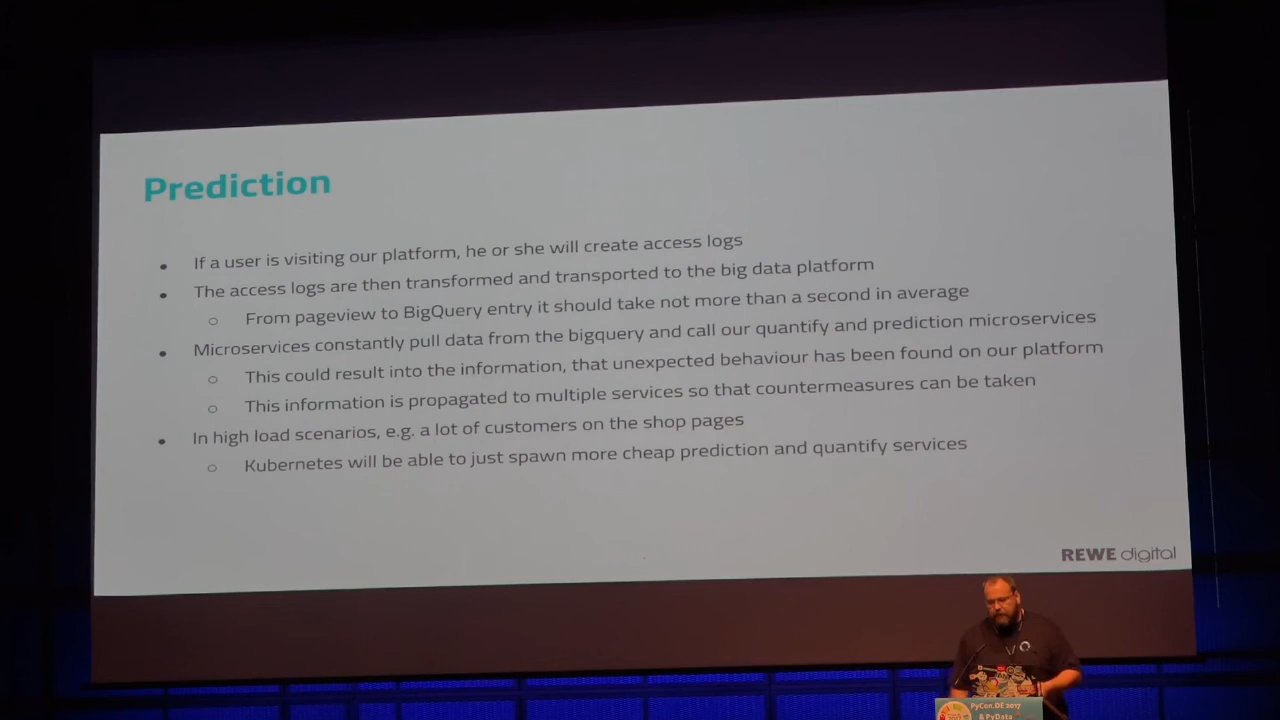 Prediction
If a user is visiting our platform, he or she will create access logs
The access logs are then transformed and transported to the big data platform
From pageview to BigQuery entry it should take not more than a second in average
Microservices constantly pull data from the bigquery and call our quantify and prediction microservices
This could result into the information, that unexpected behaviour has been found on our platform
This information is propagated to multiple services so that countermeasures can be taken
In high load scenarios, e.g. a lot of customers on the shop pages
Kubernetes will be able to just spawn more cheap prediction and quantify services
REWE digital
PyCon.DE 2017
& PyData